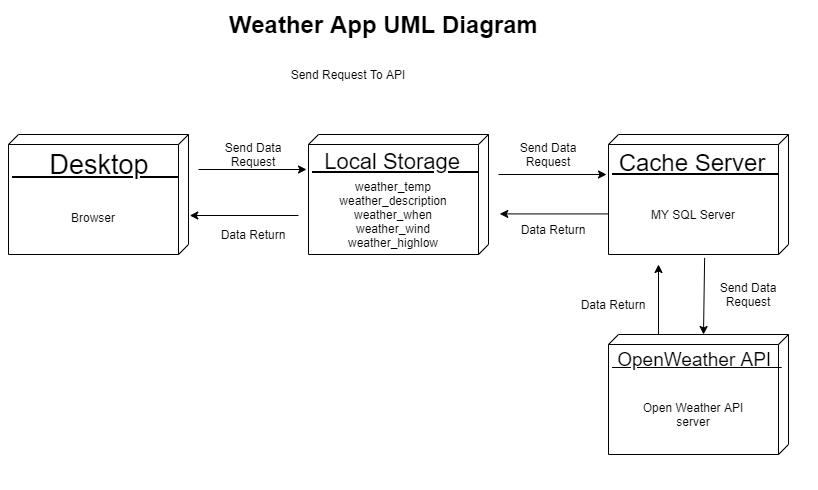 Weather App UML Diagram
Send Request To API
Desktop
Browser
Send Data
Request
Data Return
Local Storage
weather_temp
weather_description
weather_when
weather_wind
weather_highlow
Send Data
Request
Data Return
Cache Server
MY SQL Server
Data Return
Send Data
Request
OpenWeather API
Open Weather API
server